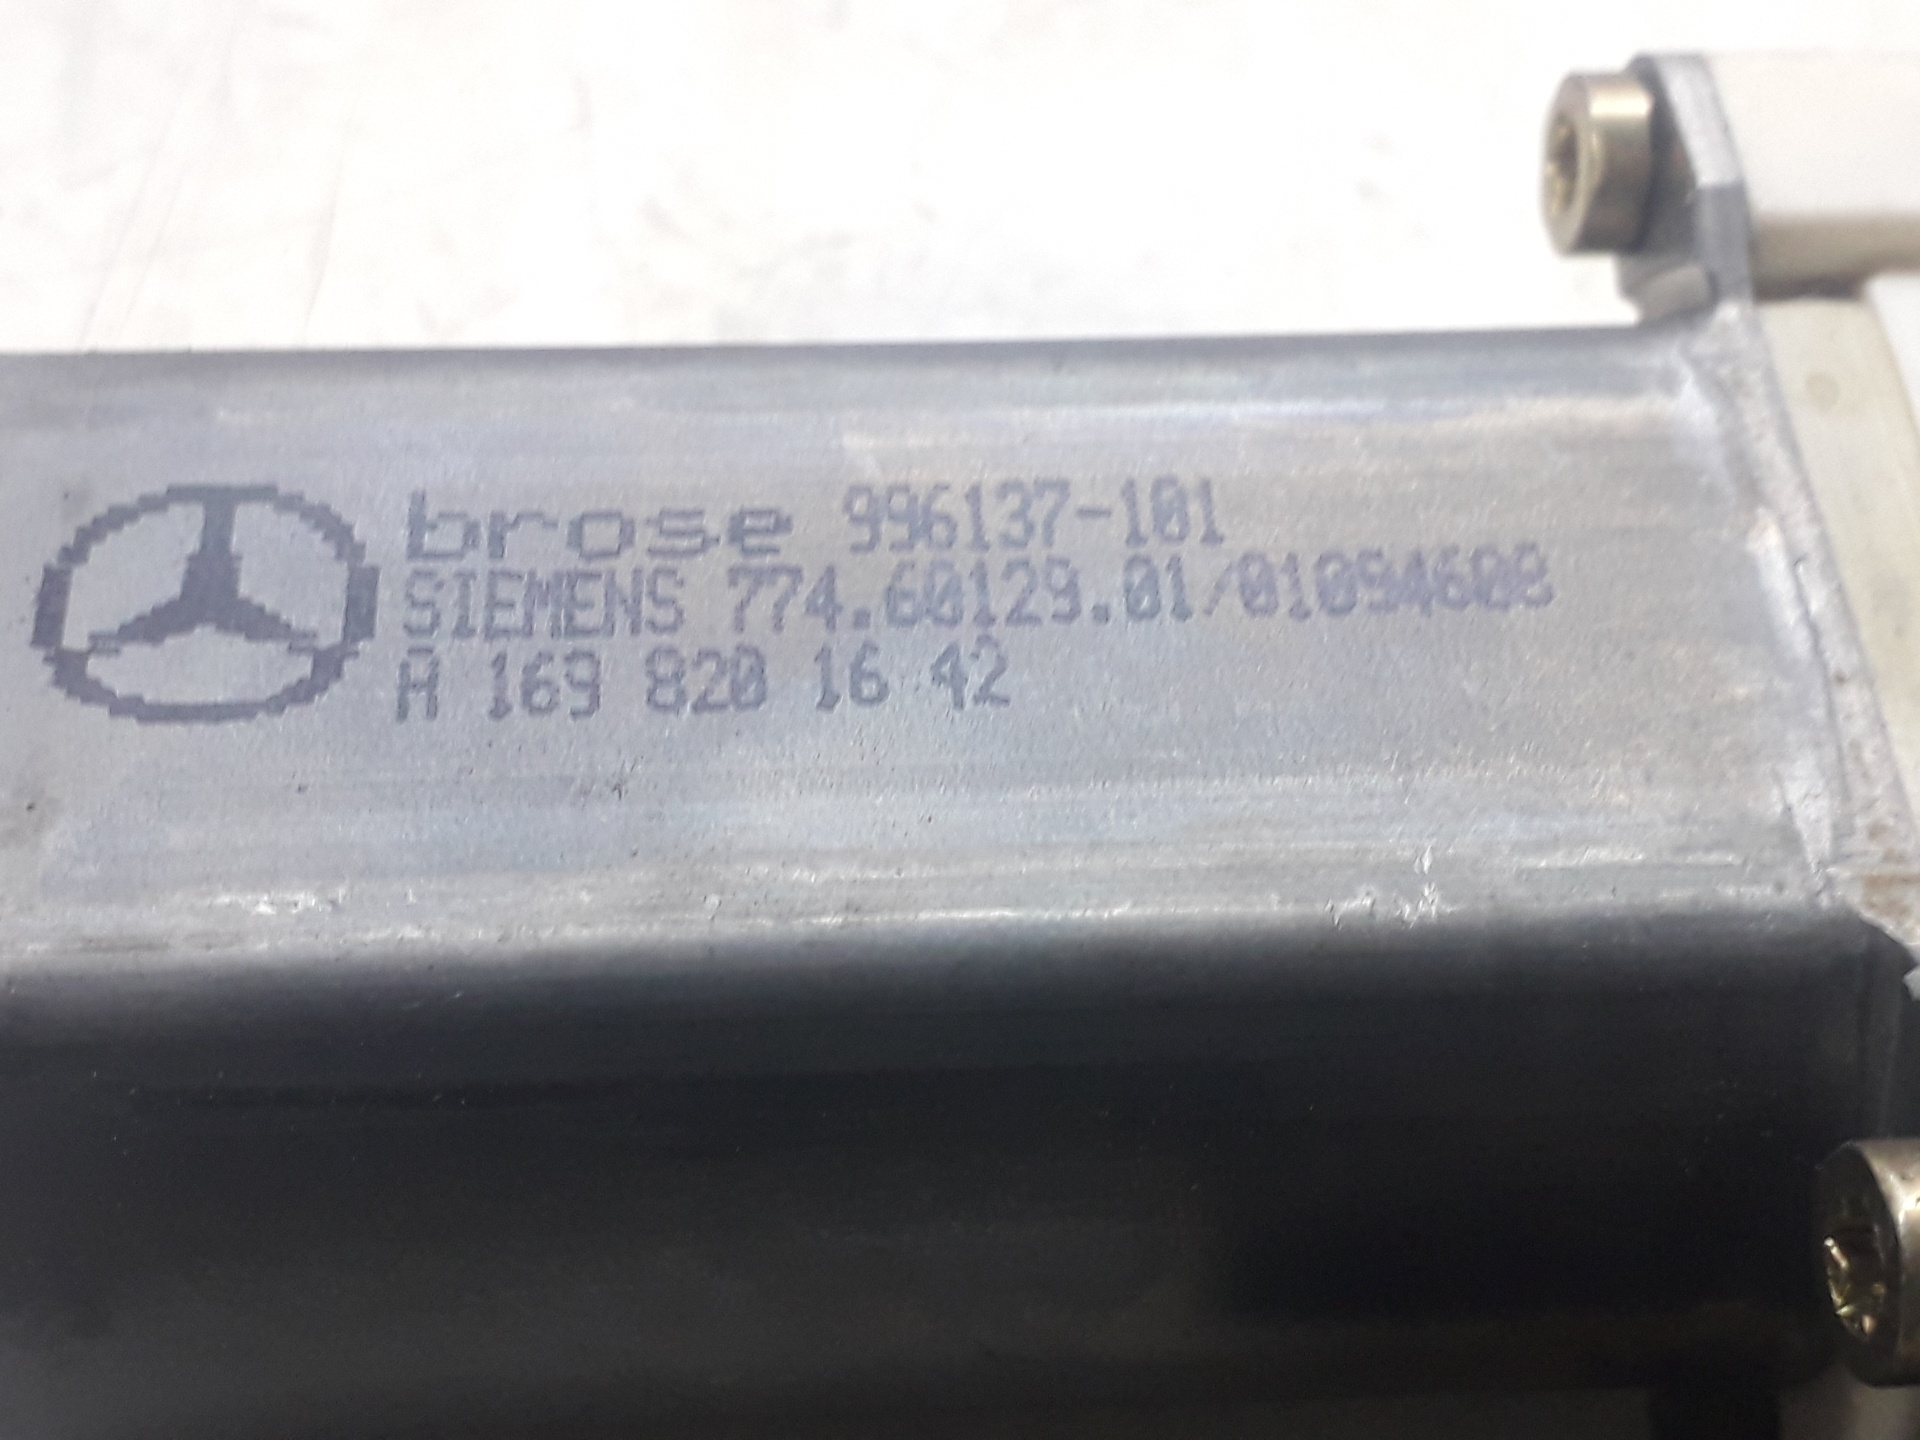 brose 996137-101
SIEMENS 774.60129.01/01094608
A 169 820 16 42